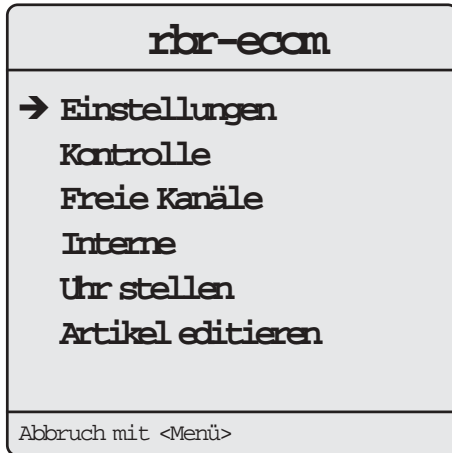 rbr-ecom
➔ Einstellungen
Kontrolle
Freie Kanäle
Interne
Uhr stellen
Artikel editieren
Abbruch mit <Menü>